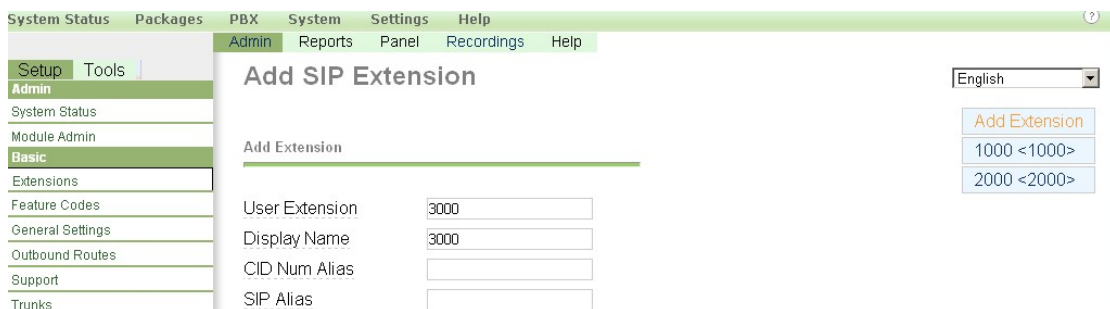 System Status Packages PBX System Settings Help ?
Admin Reports Panel Recordings Help
Setup Tools
Admin
System Status
Module Admin
Basic
Extensions
Feature Codes
General Settings
Outbound Routes
Support
Trunks
Add SIP Extension
Add Extension
User Extension 3000
Display Name 3000
CID Num Alias
SIP Alias
English
Add Extension
1000 <1000>
2000 <2000>